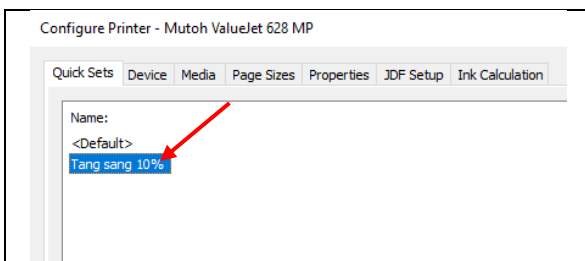 Configure Printer - Mutoh ValueJet 628 MP
Quick Sets Device Media Page Sizes Properties JDF Setup Ink Calculation
Name:
<Default>
Tang sang 10%